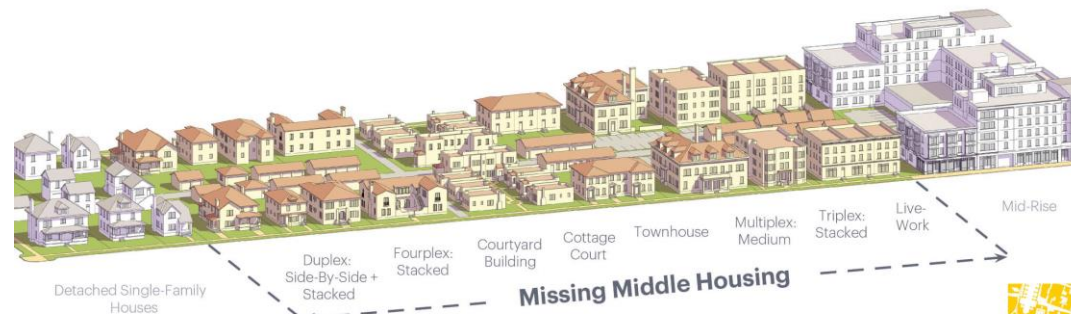 Detached Single-Family
Houses
Duplex:
Side-By-Side +
Stacked
Fourplex:
Stacked
Courtyard
Building
Cottage
Court
Townhouse
Multiplex:
Medium
Triplex:
Stacked
Live-
Work
Mid-Rise
Missing Middle Housing